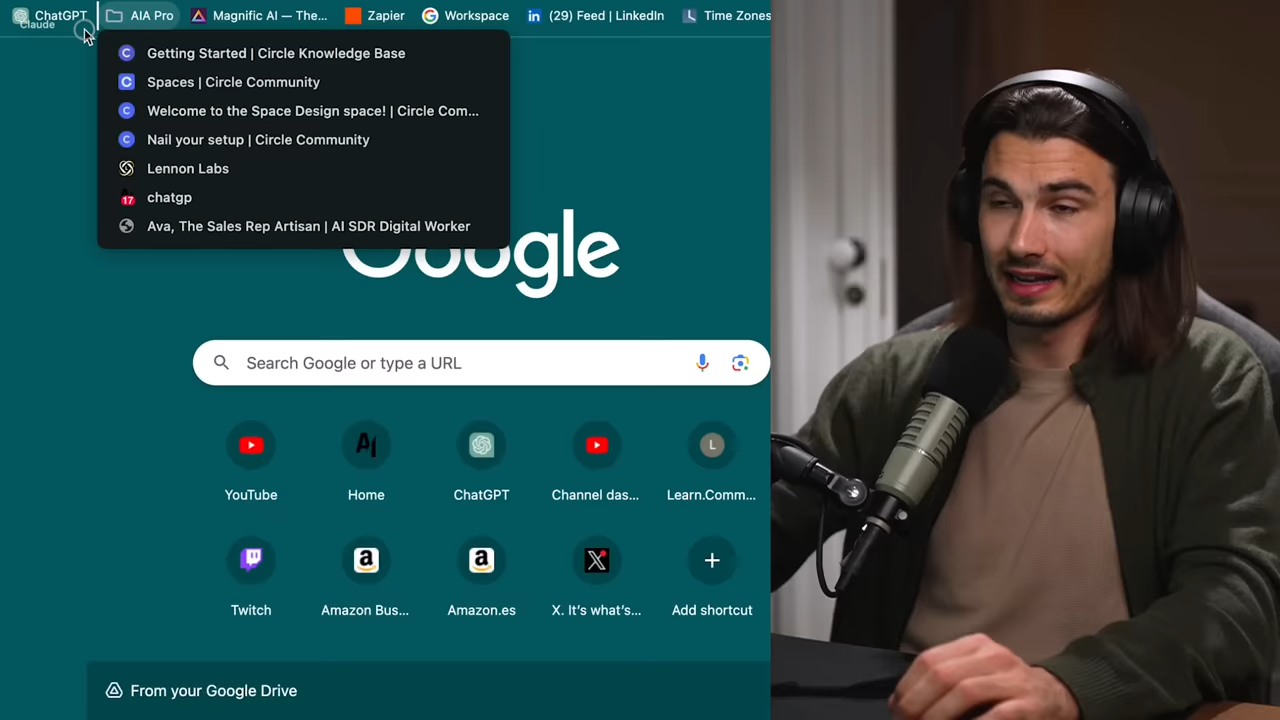 ChatGPT
Claude
AIA Pro
Magnific AI — The...
Zapier
Workspace
(29) Feed | LinkedIn
Time Zones
Getting Started | Circle Knowledge Base
Spaces | Circle Community
Welcome to the Space Design space! | Circle Com...
Nail your setup | Circle Community
Lennon Labs
17 chatgp
Ava, The Sales Rep Artisan | AI SDR Digital Worker
Google
Search Google or type a URL
L
YouTube
Home
ChatGPT
Channel das...
Learn.Comm...
Twitch
Amazon Bus...
Amazon.es
X. It's what's...
Add shortcut
From your Google Drive